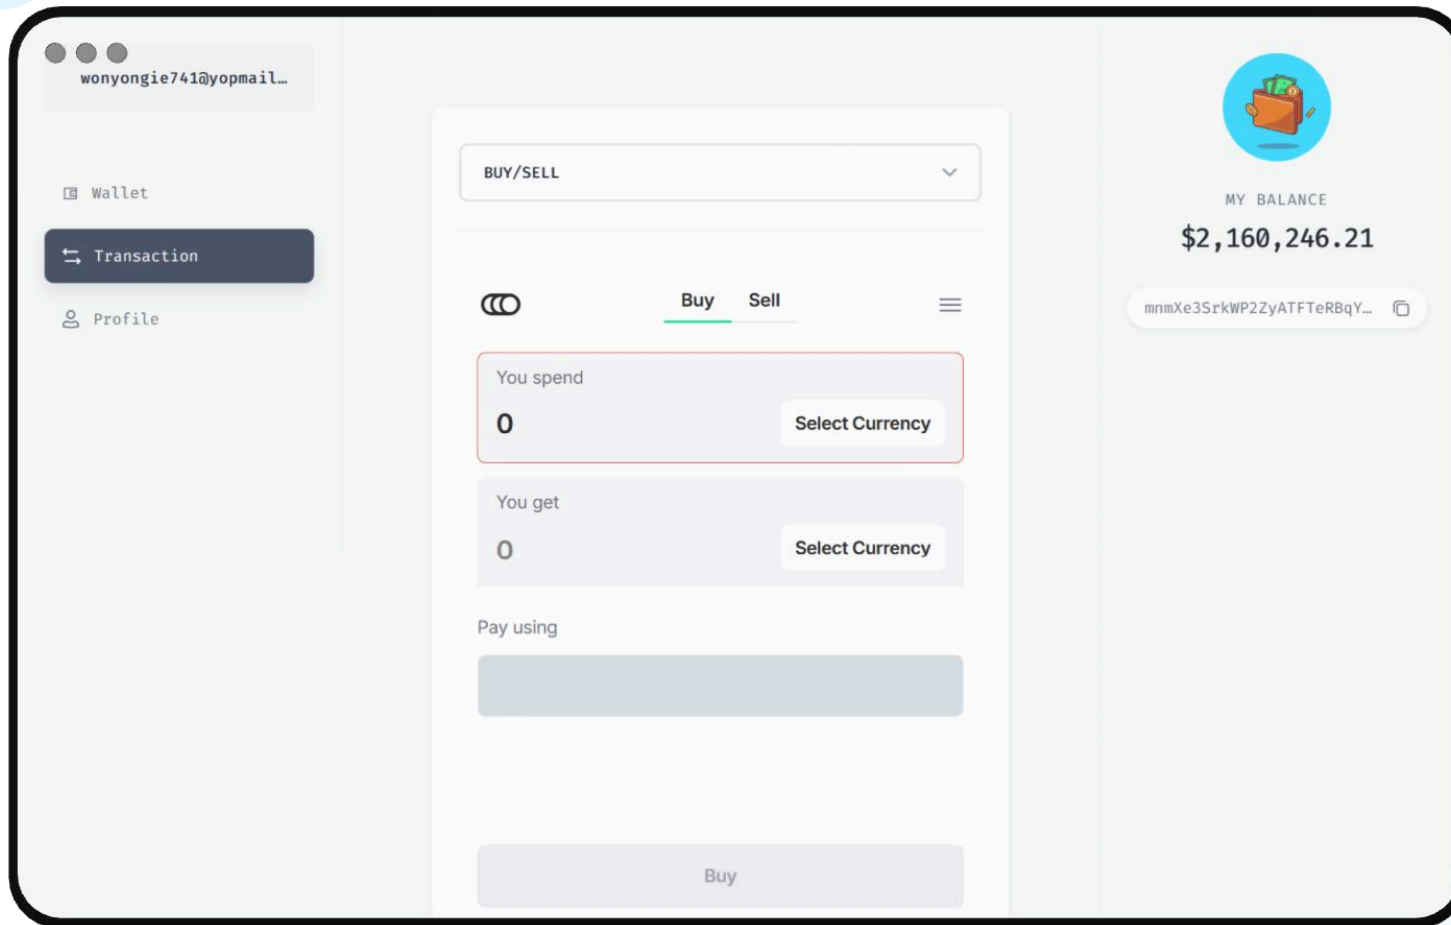 wonyongie741@yopmail…
Wallet
Transaction
Profile
BUY/SELL
Buy Sell
You spend
0
Select Currency
You get
0
Select Currency
Pay using
Buy
MY BALANCE
$2,160,246.21
mnmXe3SrkWP2ZyATFTeRBqY…